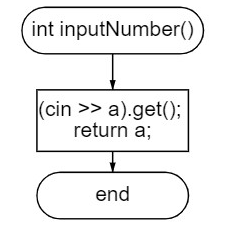 int inputNumber()
(cin >> a).get();
return a;
end